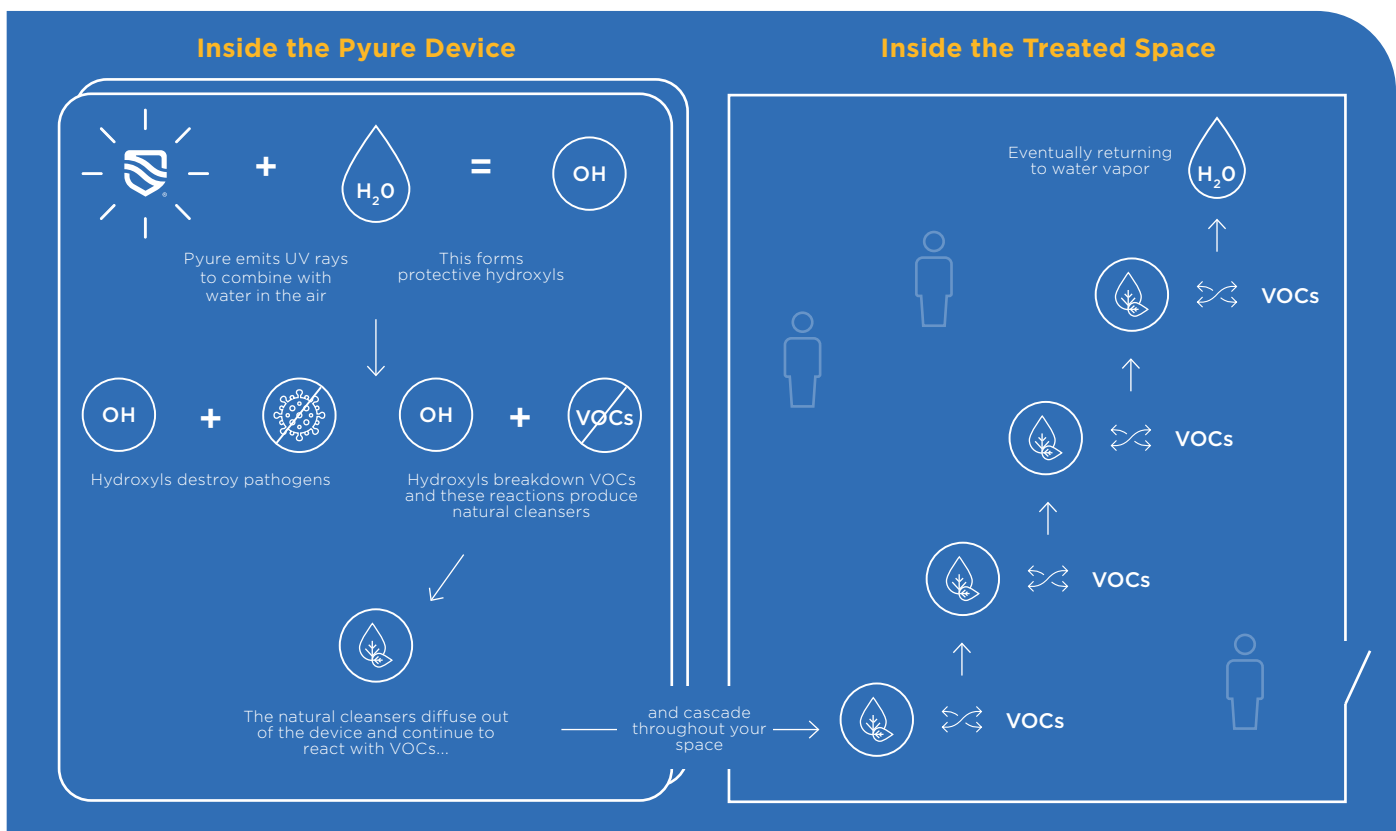 Inside the Pyure Device
+
H₂0
=
OH
Pyure emits UV rays
to combine with
water in the air
This forms
protective hydroxyls
OH
+
Hydroxyls destroy pathogens
OH
+
VOCs
Hydroxyls breakdown VOCs
and these reactions produce
natural cleansers
The natural cleansers diffuse out
of the device and continue to
react with VOCs...
and cascade
throughout your
space
Inside the Treated Space
Eventually returning
to water vapor
H₂0
VOCs
VOCs
VOCs
VOCs